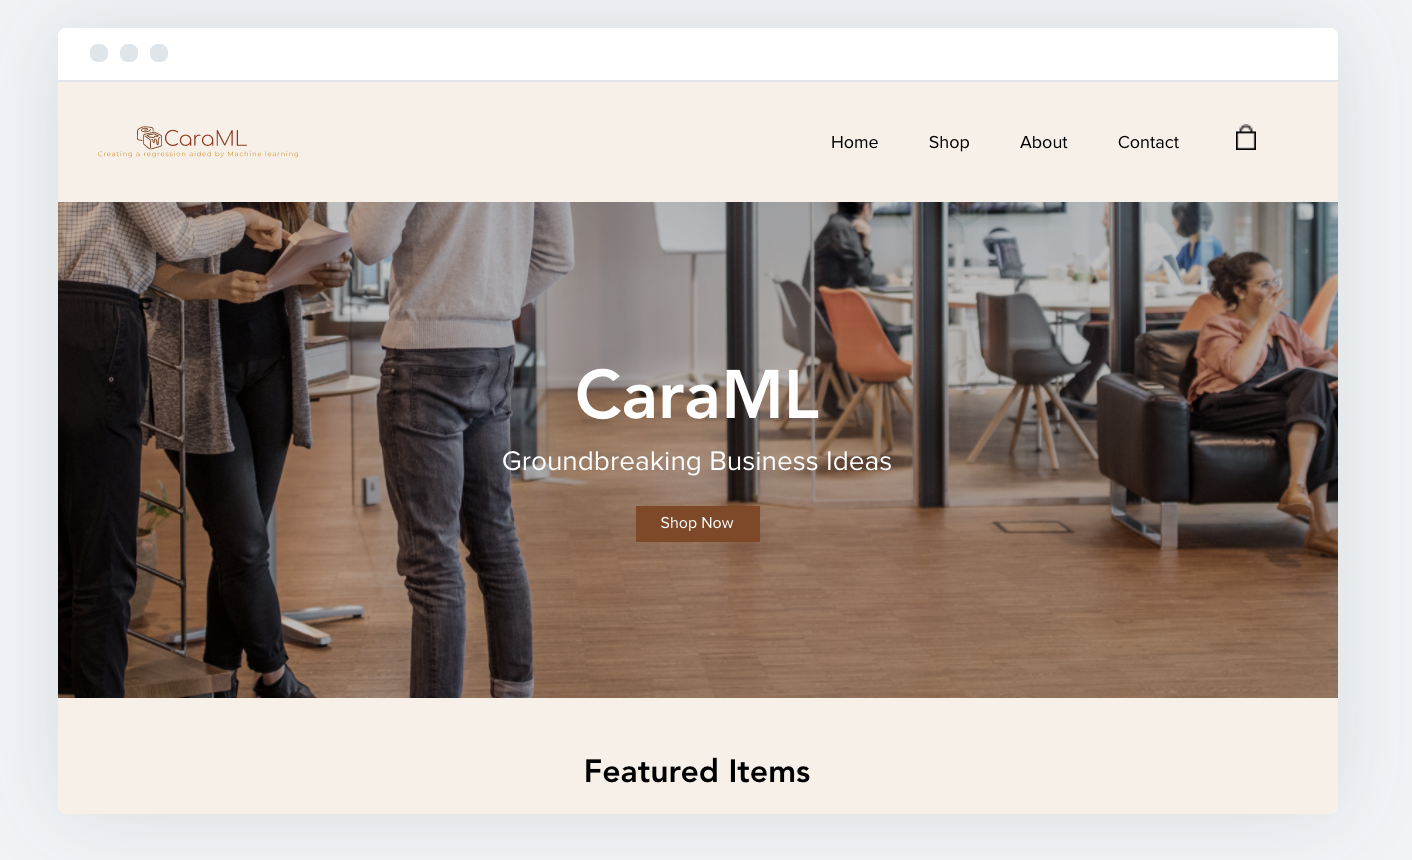 CaraML
Creating a regression aided by Machine learning
Home
Shop
About
Contact
CaraML
Groundbreaking Business Ideas
Shop Now
Featured Items